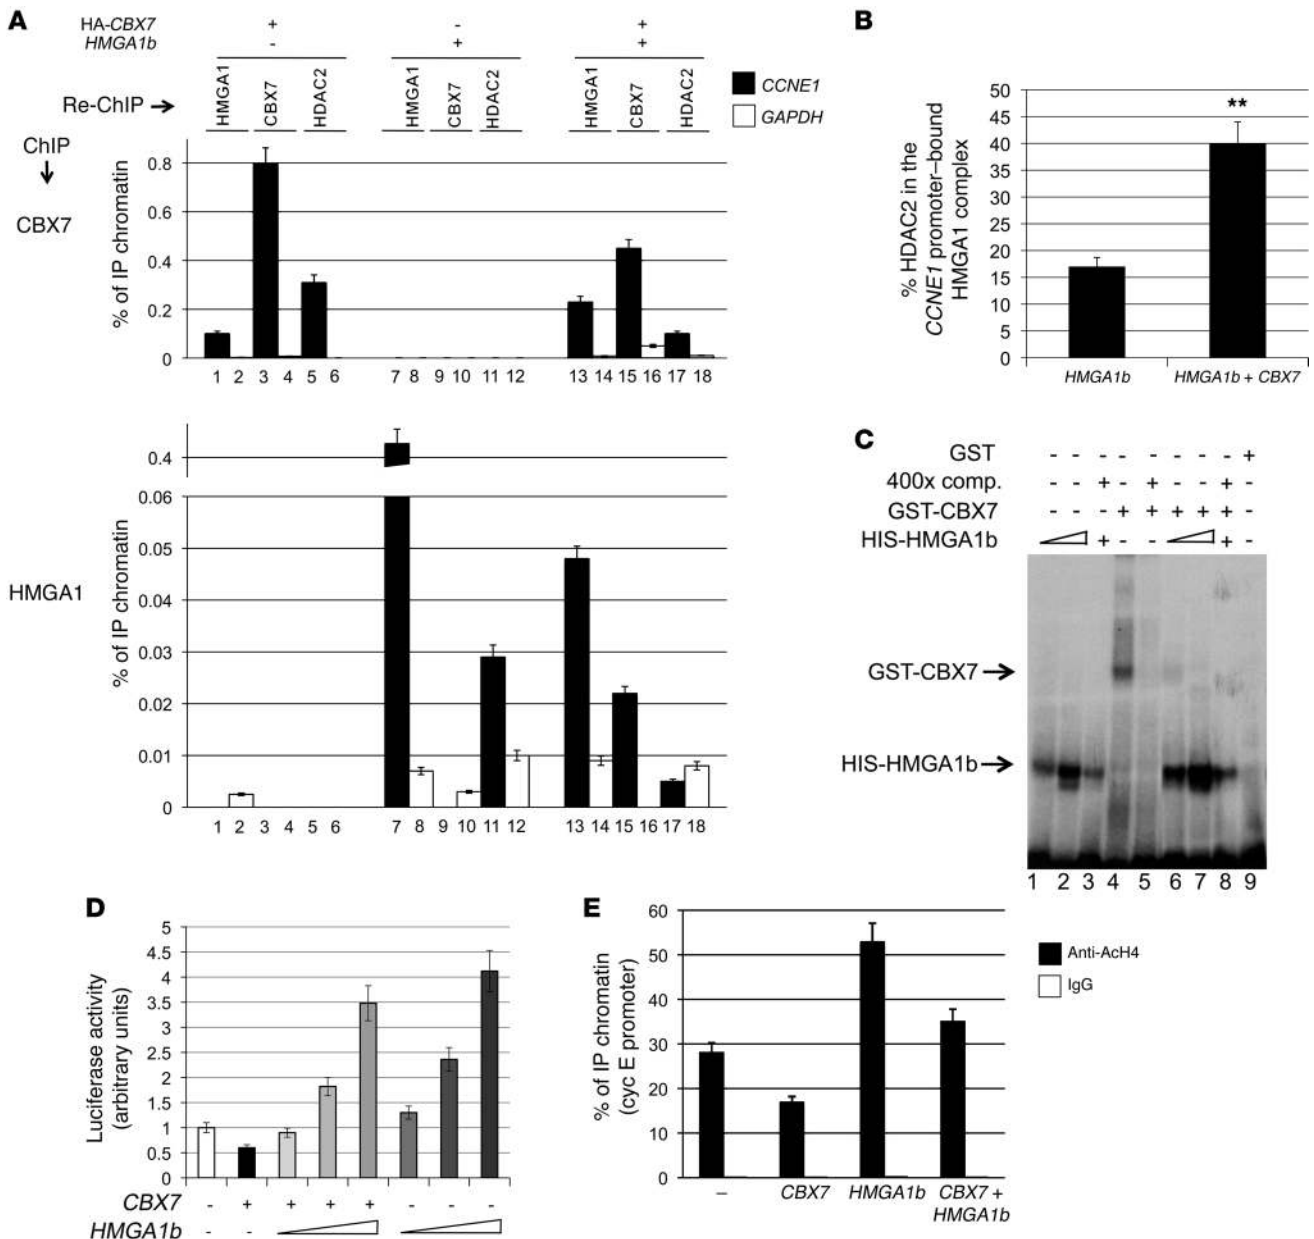 A
HA-CBX7 + - +
HMGA1b - + +
HMGA1 CBX7 HDAC2 HMGA1 CBX7 HDAC2 HMGA1 CBX7 HDAC2
Re-ChIP →
CCNE1
GAPDH
ChIP
↓
CBX7
% of IP chromatin
0.8
0.6
0.4
0.2
0
1 2 3 4 5 6 7 8 9 10 11 12 13 14 15 16 17 18
HMGA1
% of IP chromatin
0.4
0.06
0.05
0.04
0.03
0.02
0.01
0
1 2 3 4 5 6 7 8 9 10 11 12 13 14 15 16 17 18
B
% HDAC2 in the
CCNE1 promoter–bound
HMGA1 complex
50
45
40
35
30
25
20
15
10
5
0
**
HMGA1b HMGA1b + CBX7
C
GST - - - - - - - - +
400x comp. - - + - + - - + -
GST-CBX7 - - - + + + + + -
HIS-HMGA1b + - - + -
GST-CBX7→
HIS-HMGA1b→
1 2 3 4 5 6 7 8 9
D
Luciferase activity
(arbitrary units)
5
4.5
4
3.5
3
2.5
2
1.5
1
0.5
0
CBX7 - + + + + - - -
HMGA1b - -
E
% of IP chromatin
(cyc E promoter)
60
50
40
30
20
10
0
– CBX7 HMGA1b CBX7 +
HMGA1b
Anti-AcH4
IgG